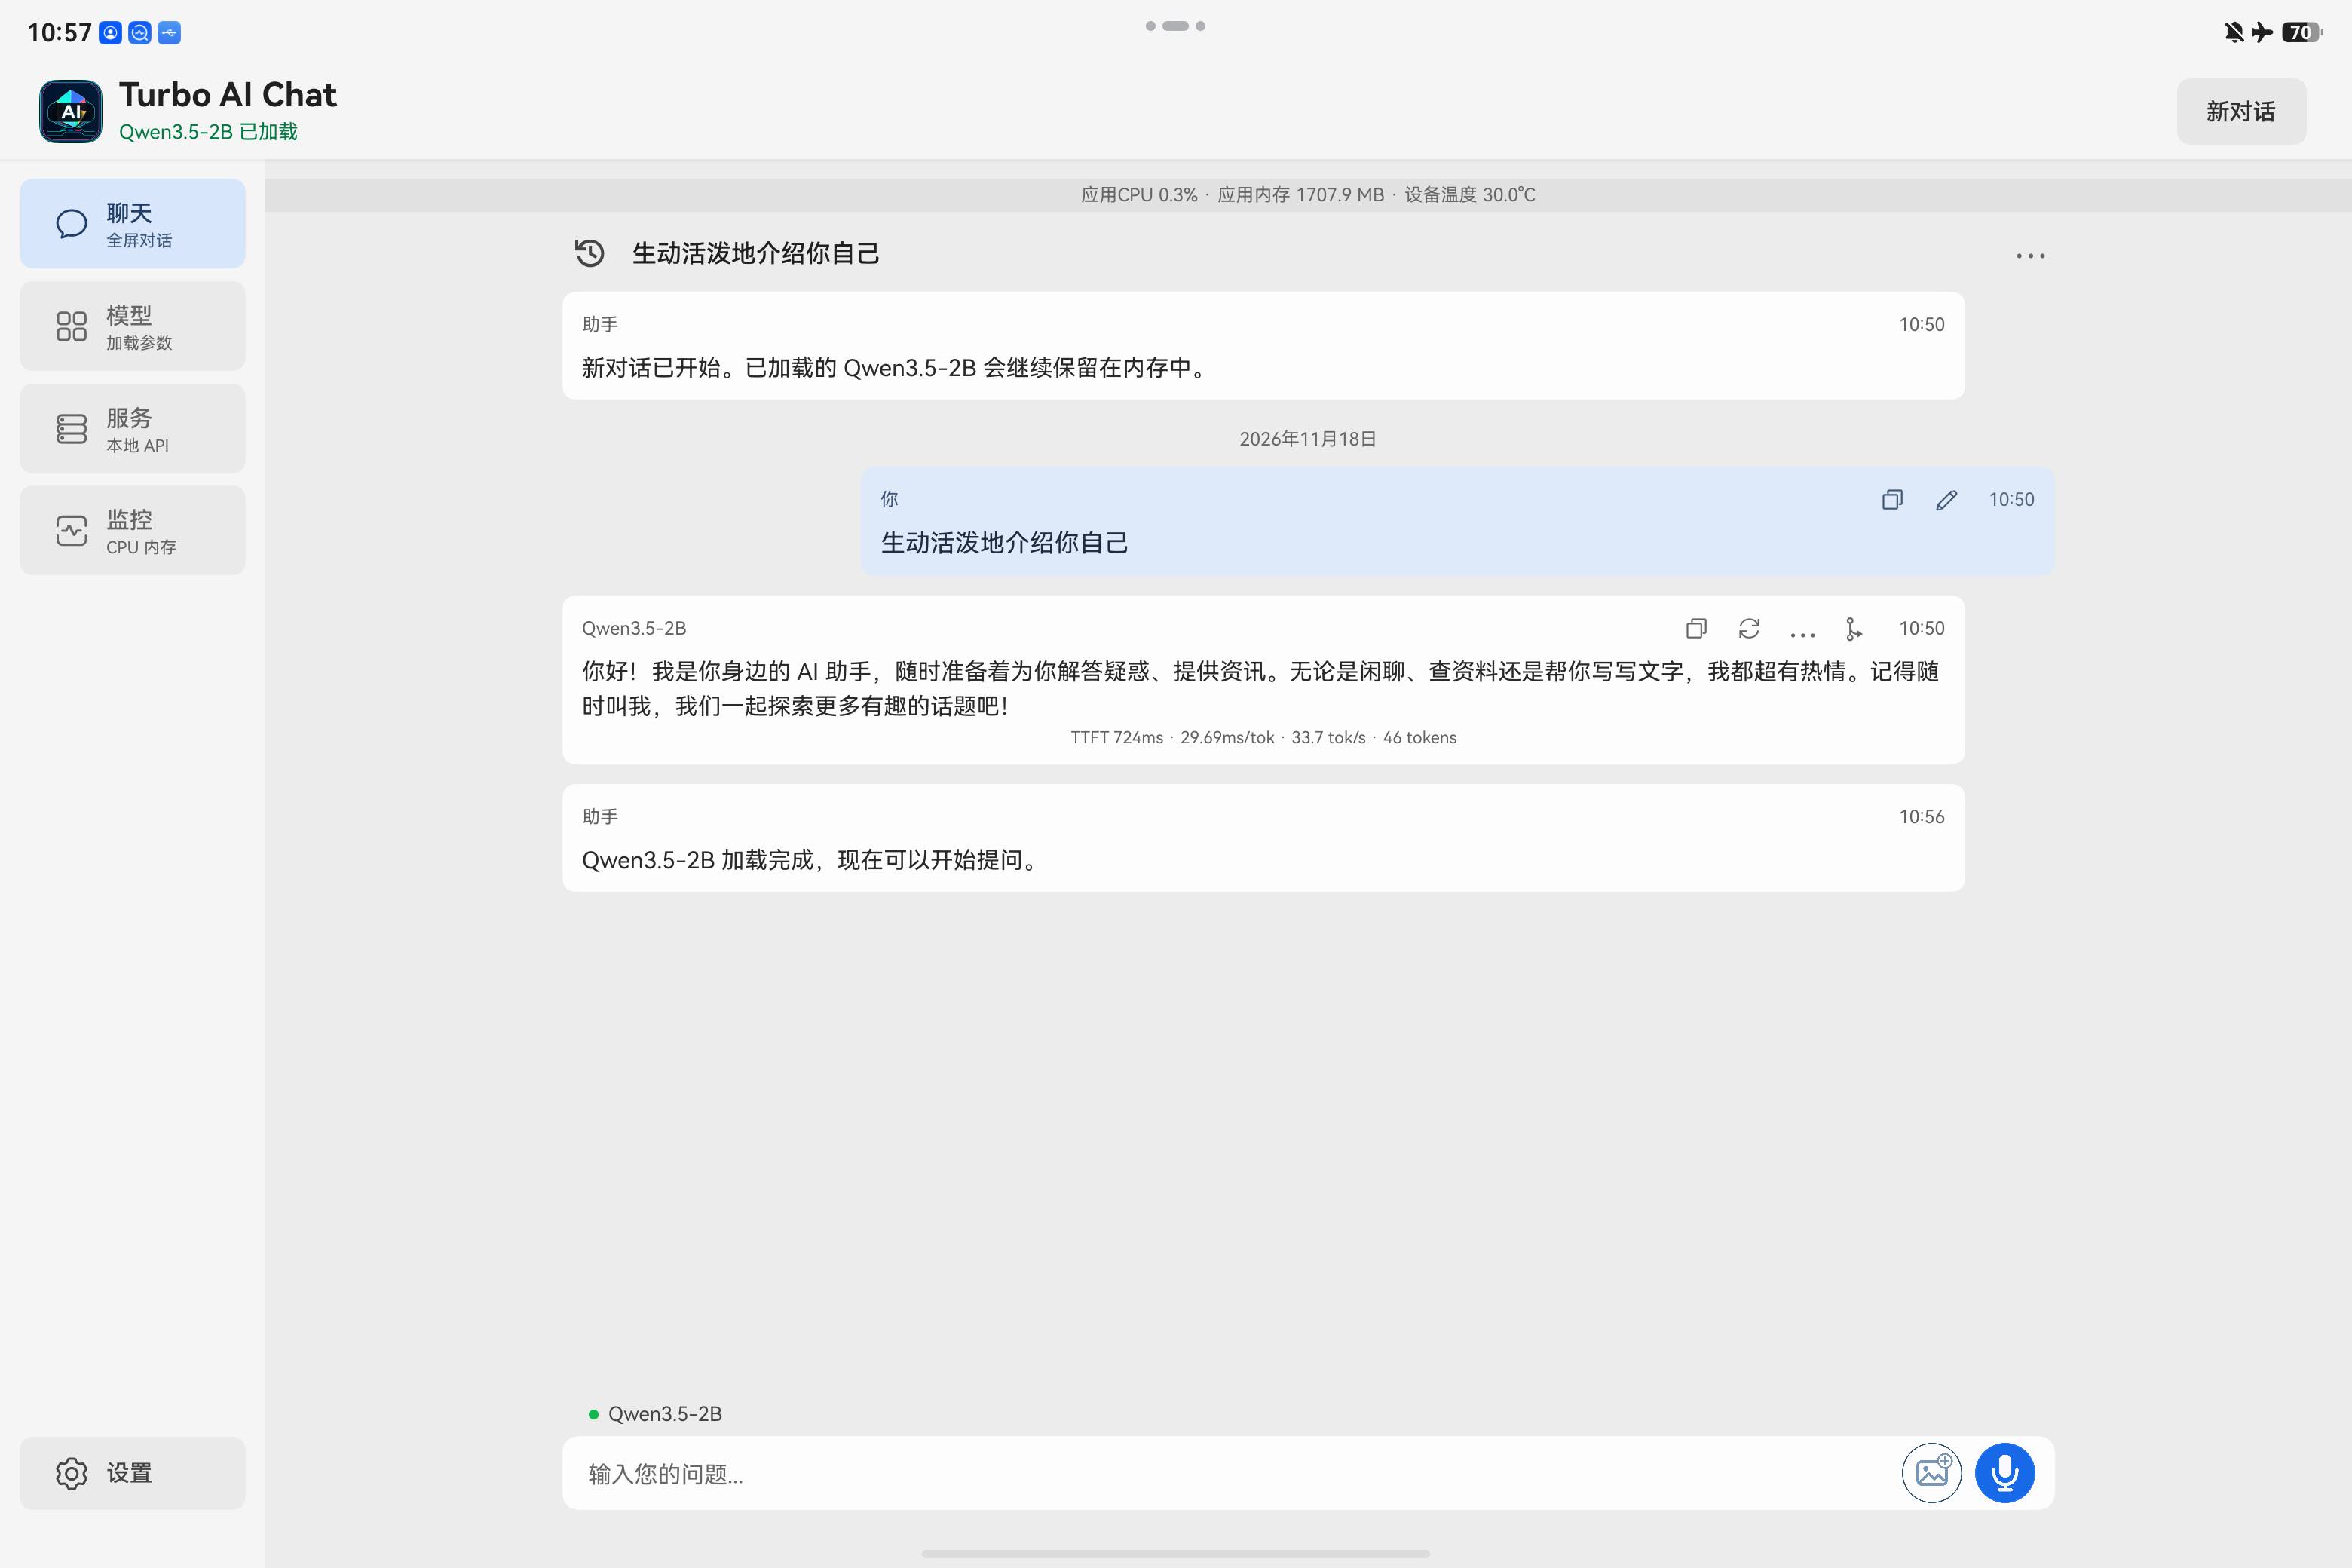 10:57
70
Turbo AI Chat
Qwen3.5-2B 已加载
新对话
聊天
全屏对话
模型
加载参数
服务
本地 API
监控
CPU 内存
设置
应用CPU 0.3% · 应用内存 1707.9 MB · 设备温度 30.0℃
生动活泼地介绍你自己
助手 10:50
新对话已开始。已加载的 Qwen3.5-2B 会继续保留在内存中。
2026年11月18日
你 10:50
生动活泼地介绍你自己
Qwen3.5-2B 10:50
你好！我是你身边的 AI 助手，随时准备着为你解答疑惑、提供资讯。无论是闲聊、查资料还是帮你写写文字，我都超有热情。记得随
时叫我，我们一起探索更多有趣的话题吧！
TTFT 724ms · 29.69ms/tok · 33.7 tok/s · 46 tokens
助手 10:56
Qwen3.5-2B 加载完成，现在可以开始提问。
Qwen3.5-2B
输入您的问题...
AI